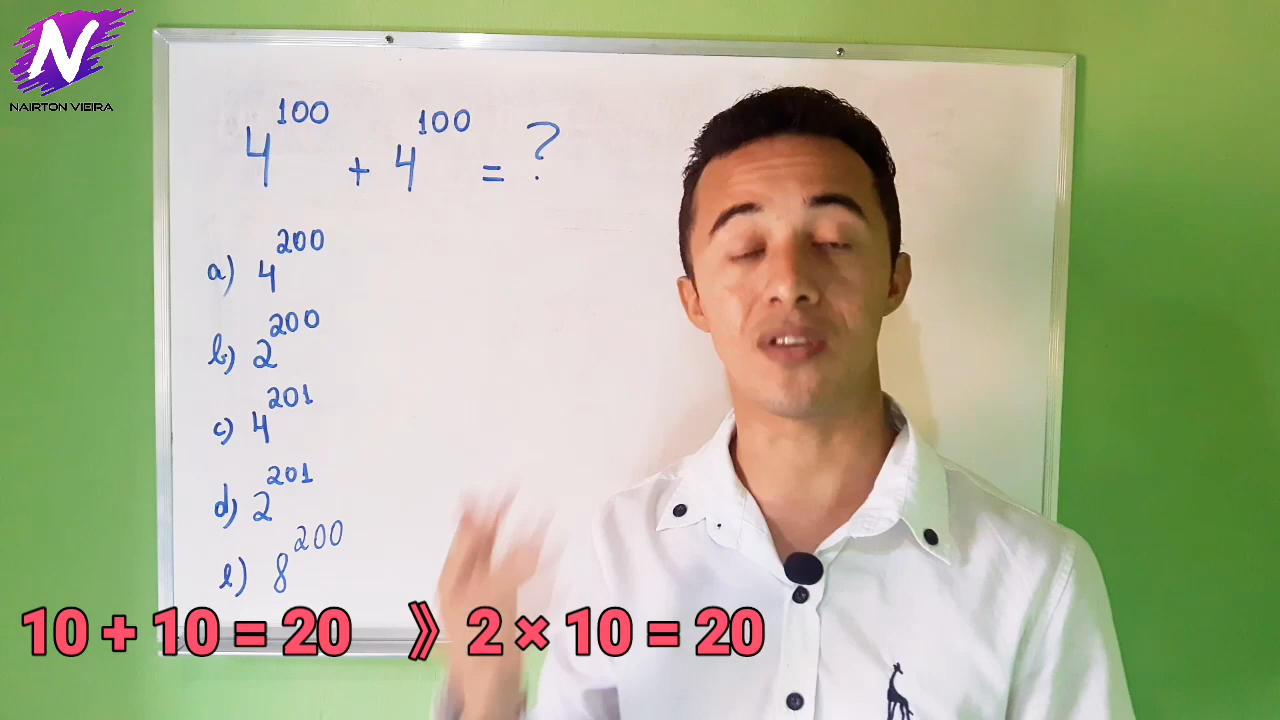 N
NAIRTON VIEIRA
4^100 + 4^100 = ?
a) 4^200
b) 2^200
c) 4^201
d) 2^201
e) 8^200
10 + 10 = 20 》2 × 10 = 20